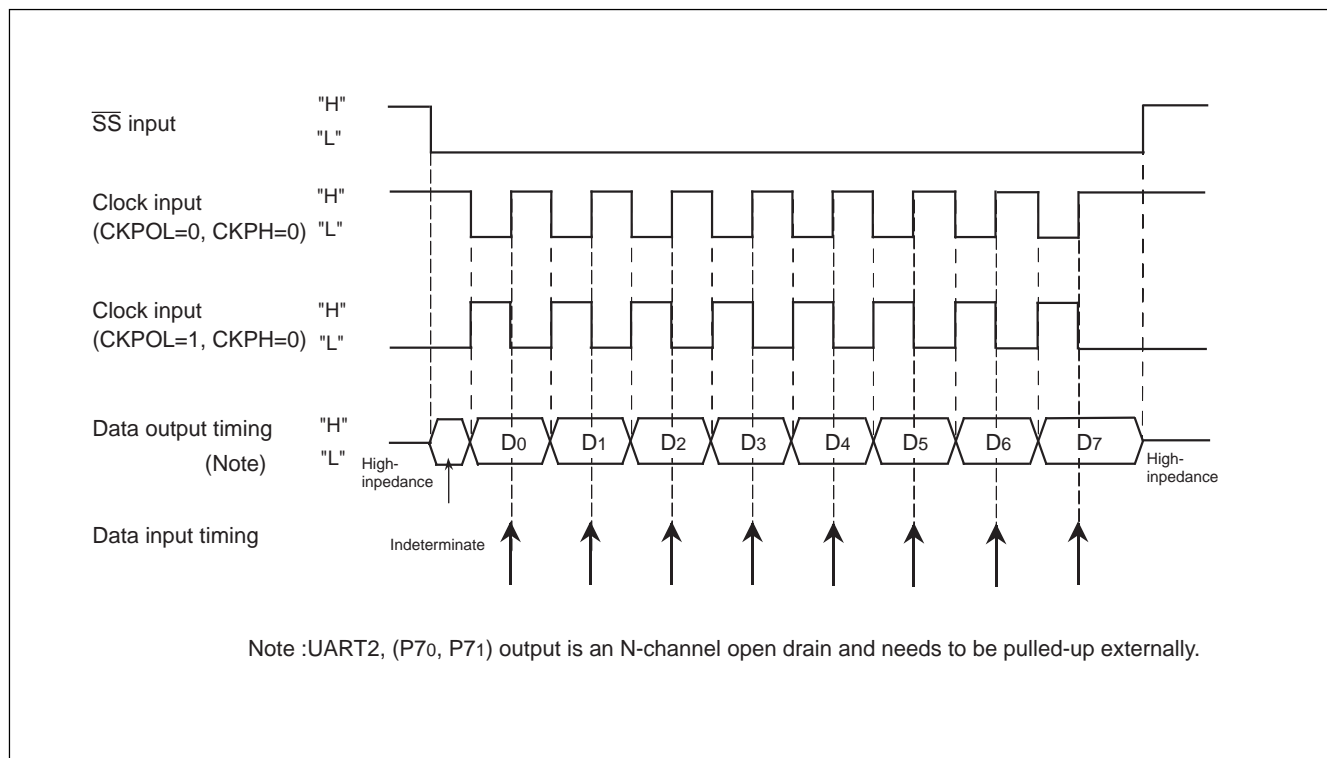 SS input "H"
"L"
Clock input "H"
(CKPOL=0, CKPH=0) "L"
Clock input "H"
(CKPOL=1, CKPH=0) "L"
Data output timing "H"
(Note) "L"
D0 D1 D2 D3 D4 D5 D6 D7
High-
inpedance
High-
inpedance
Data input timing
Indeterminate
Note :UART2, (P70, P71) output is an N-channel open drain and needs to be pulled-up externally.